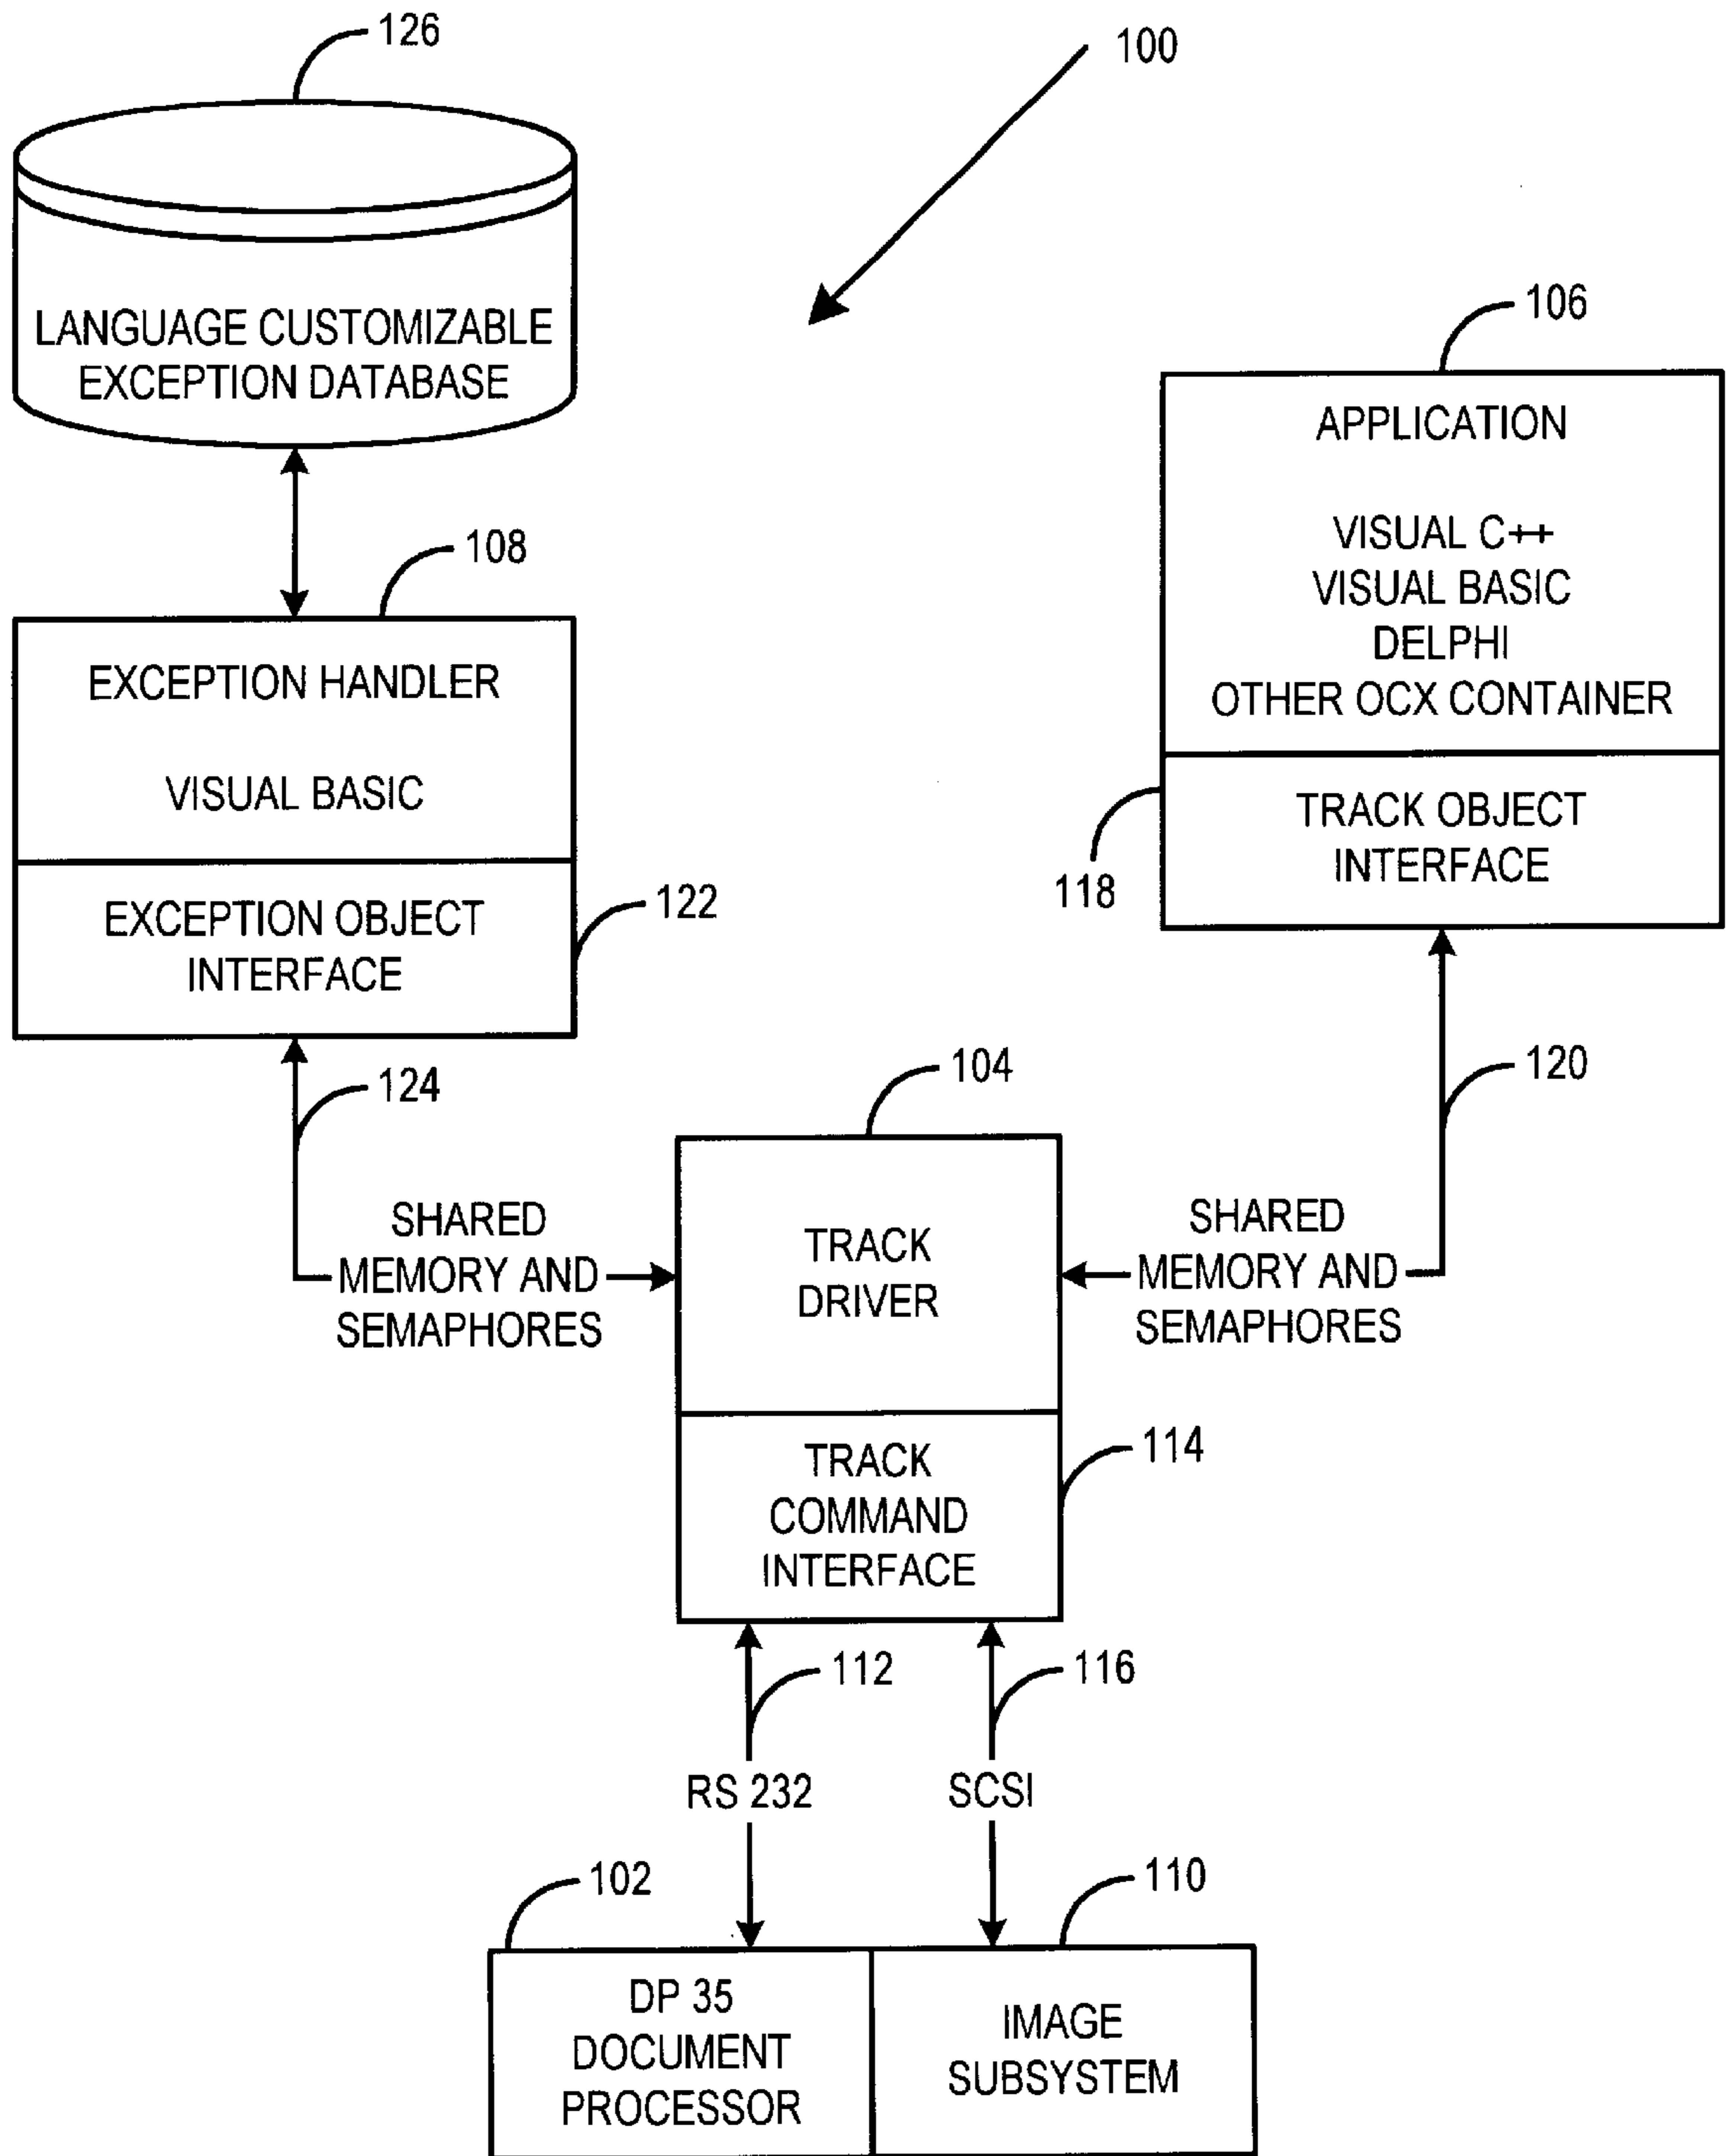 126
100
LANGUAGE CUSTOMIZABLE
EXCEPTION DATABASE
106
APPLICATION
VISUAL C++
VISUAL BASIC
DELPHI
OTHER OCX CONTAINER
108
EXCEPTION HANDLER
VISUAL BASIC
TRACK OBJECT
INTERFACE
118
EXCEPTION OBJECT
INTERFACE
122
124
104
120
SHARED
MEMORY AND
SEMAPHORES
TRACK
DRIVER
SHARED
MEMORY AND
SEMAPHORES
TRACK
COMMAND
INTERFACE
114
112
116
RS 232
SCSI
102
110
DP 35
DOCUMENT
PROCESSOR
IMAGE
SUBSYSTEM